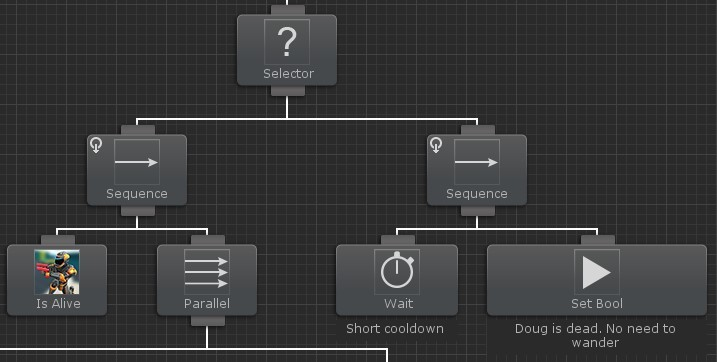 ?
Selector
Sequence
Sequence
Is Alive
Parallel
Wait
Set Bool
Short cooldown
Doug is dead. No need to
wander